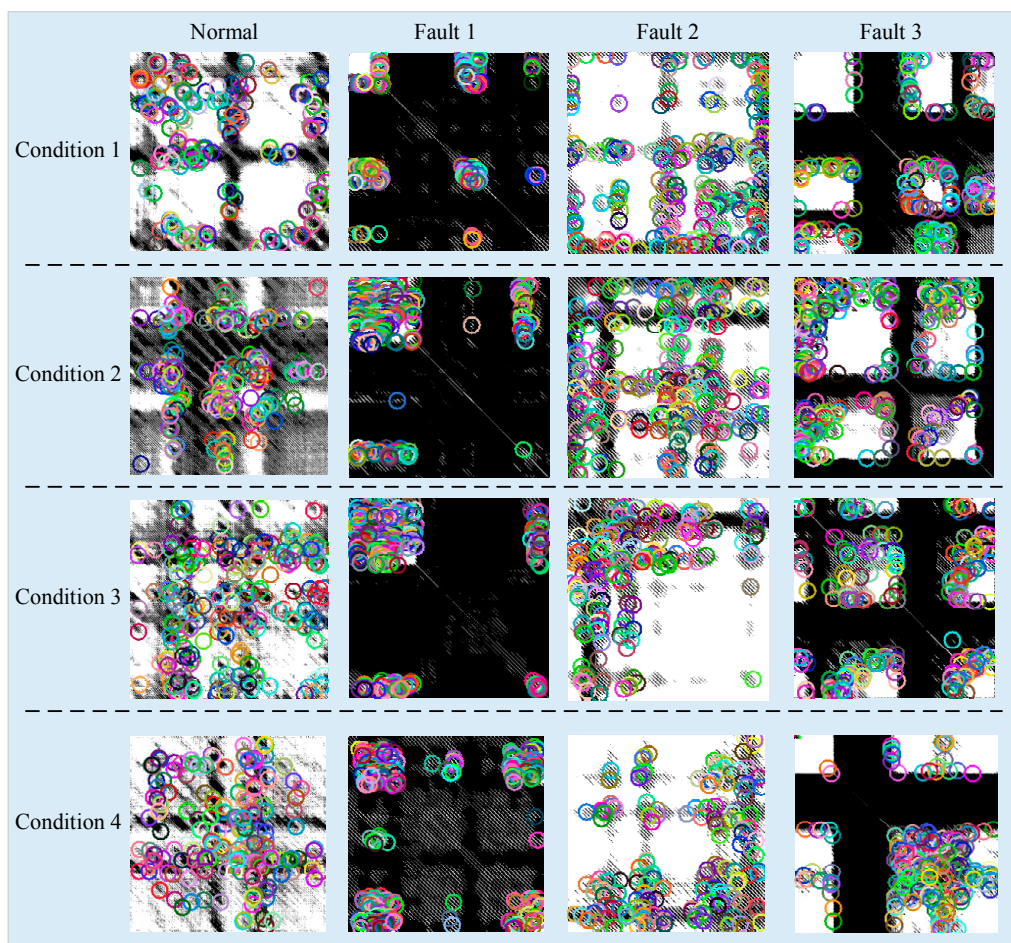 Normal
Fault 1
Fault 2
Fault 3
Condition 1
Condition 2
Condition 3
Condition 4